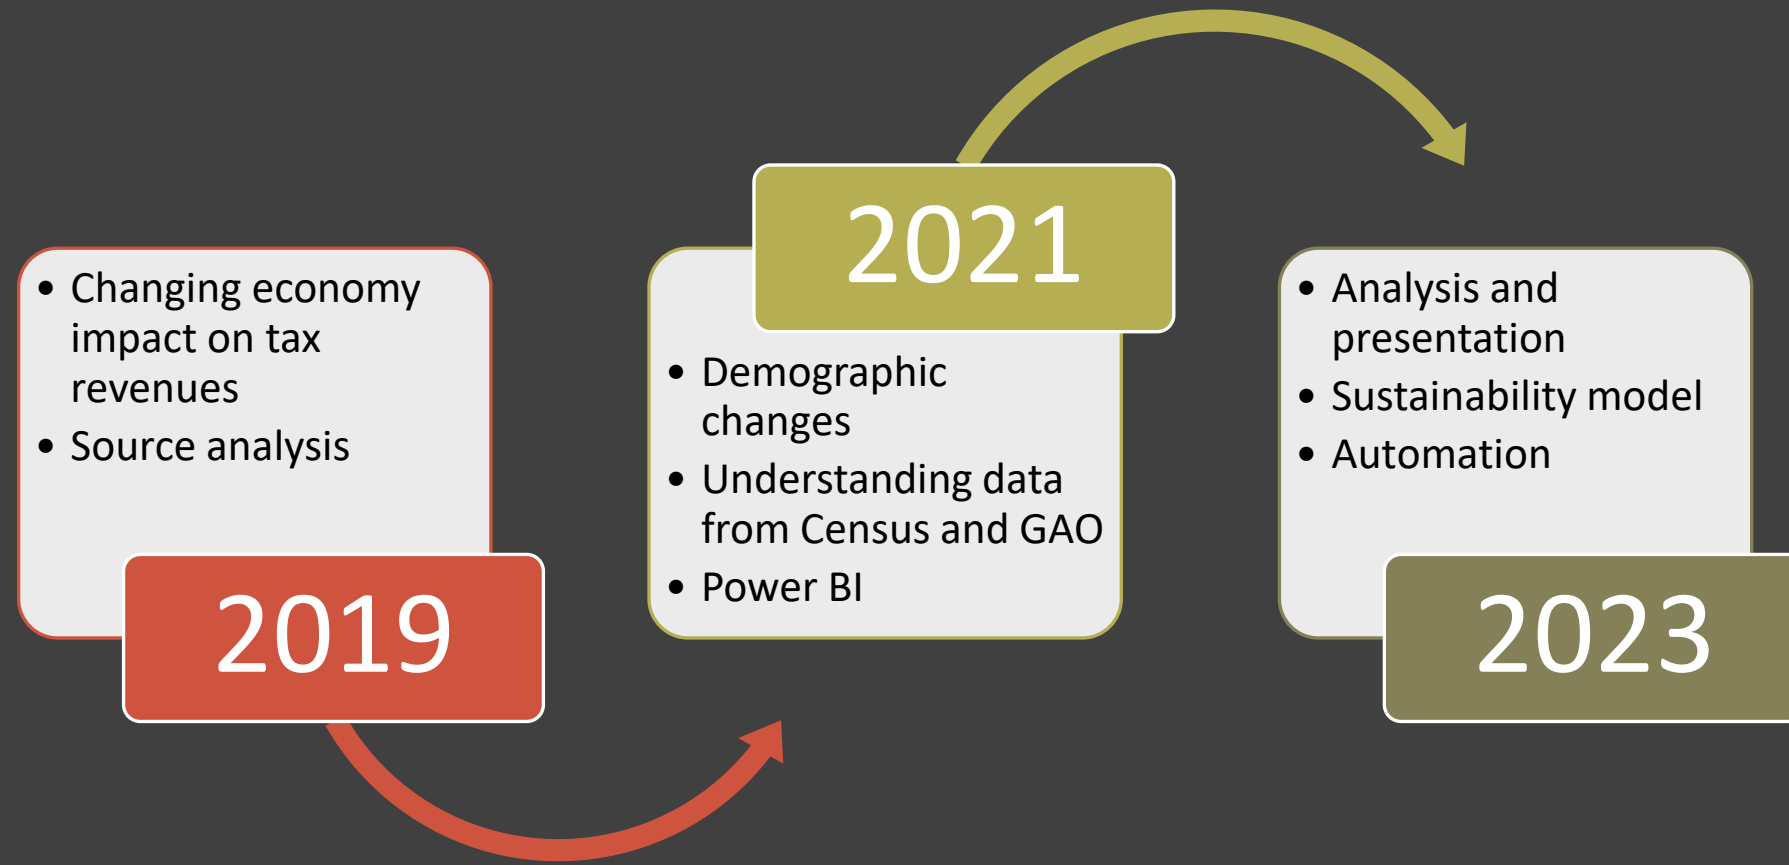 • Changing economy
impact on tax
revenues
• Source analysis
2019
2021
• Demographic
changes
• Understanding data
from Census and GAO
• Power BI
• Analysis and
presentation
• Sustainability model
• Automation
2023